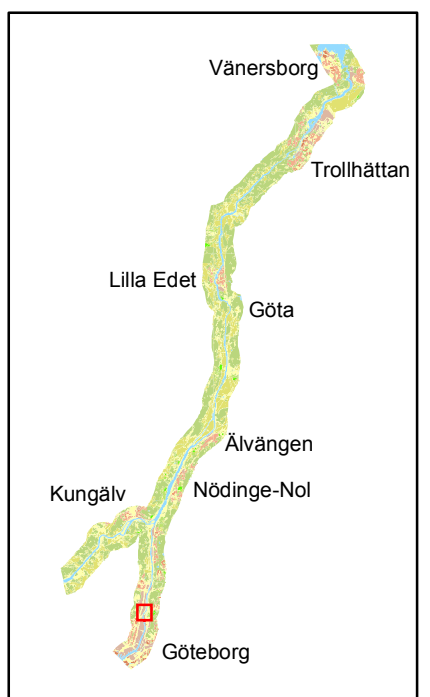 Vänersborg
Trollhättan
Lilla Edet
Göta
Älvängen
Kungälv
Nödinge-Nol
Göteborg